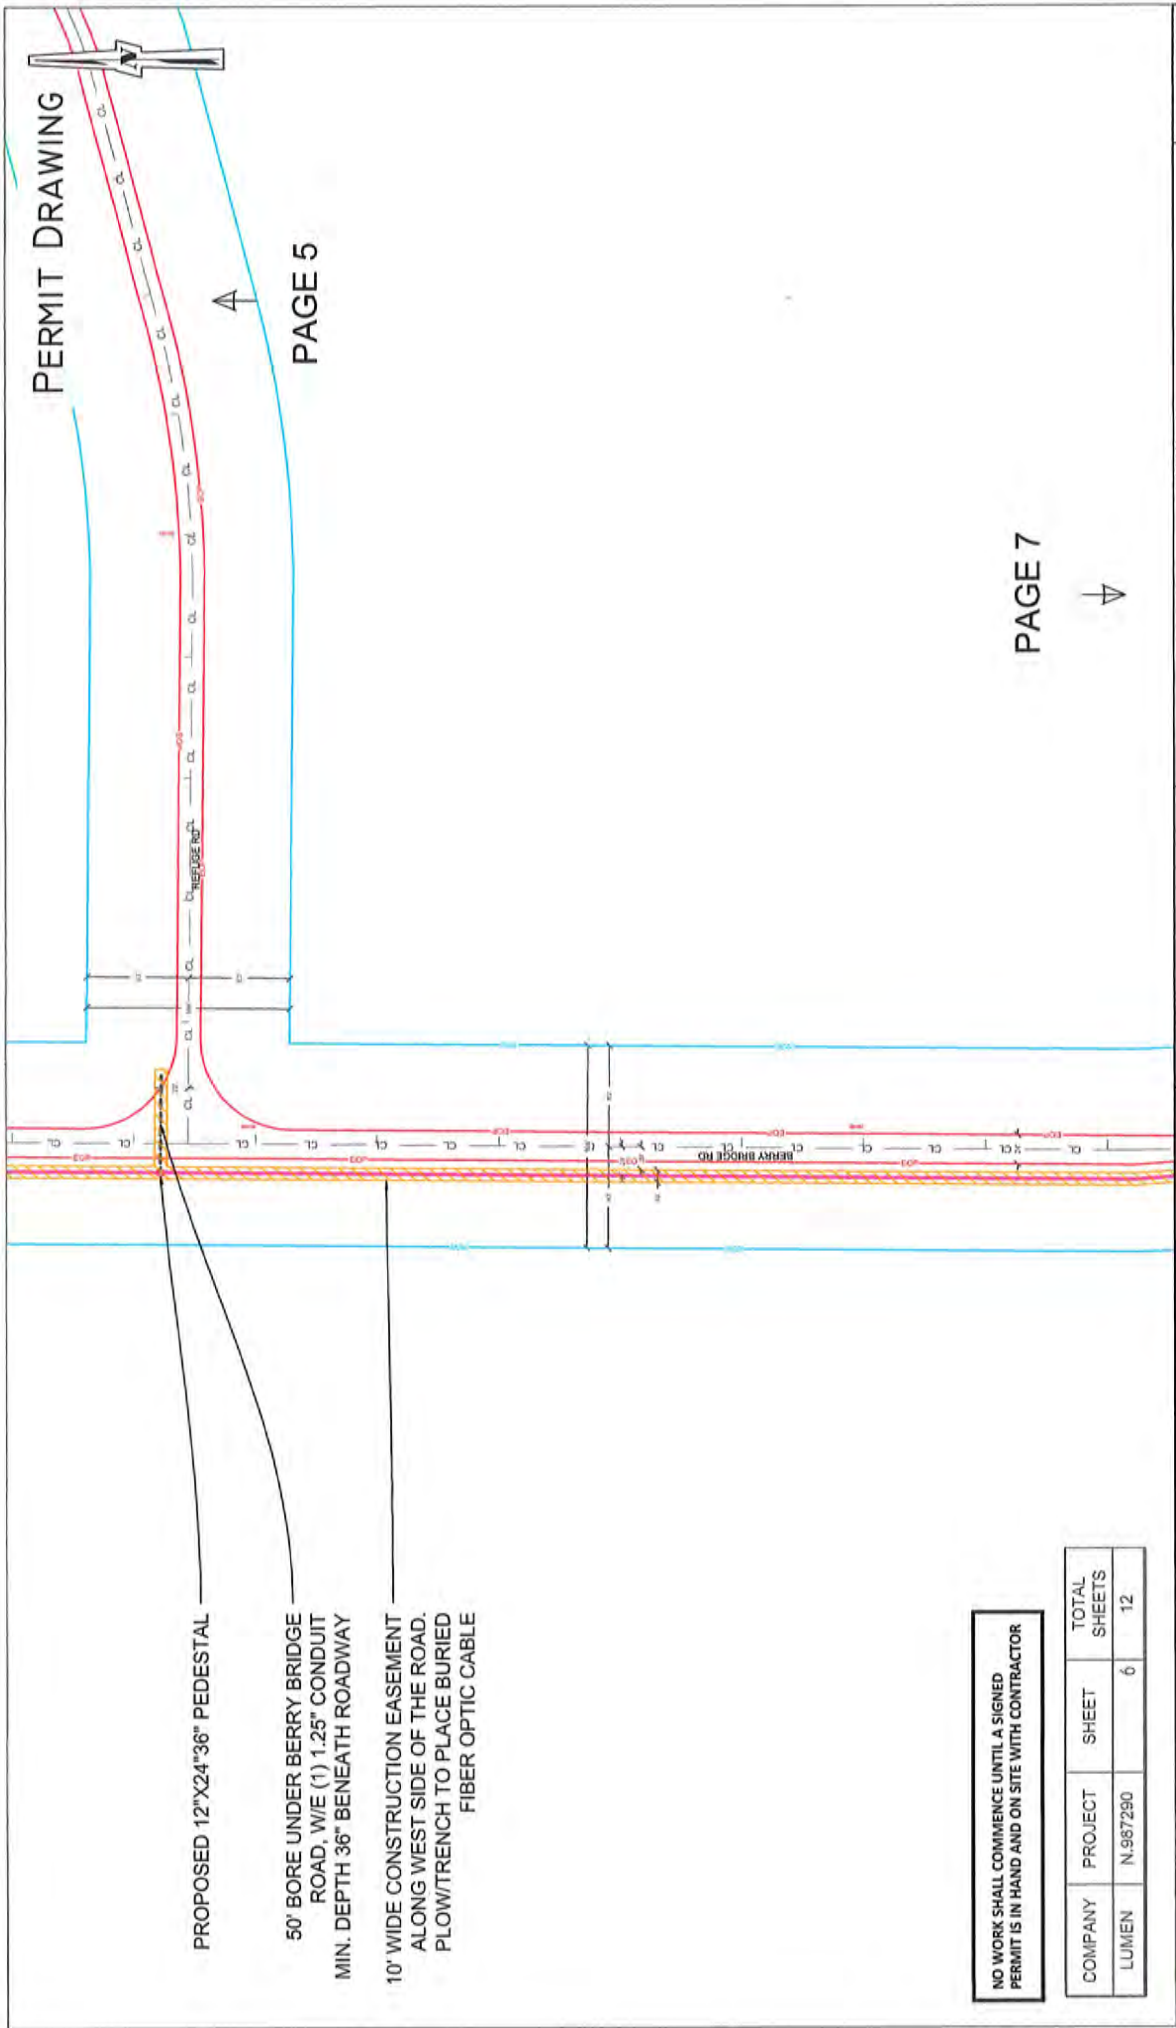 PERMIT DRAWING
N
PAGE 5
REFUGE RD
BERRY BRIDGE RD
PROPOSED 12"X24"36" PEDESTAL
50' BORE UNDER BERRY BRIDGE
ROAD, W/E (1) 1.25" CONDUIT
MIN. DEPTH 36" BENEATH ROADWAY
10' WIDE CONSTRUCTION EASEMENT
ALONG WEST SIDE OF THE ROAD.
PLOW/TRENCH TO PLACE BURIED
FIBER OPTIC CABLE
PAGE 7
NO WORK SHALL COMMENCE UNTIL A SIGNED
PERMIT IS IN HAND AND ON SITE WITH CONTRACTOR
COMPANY PROJECT SHEET TOTAL SHEETS
LUMEN N.987290 6 12